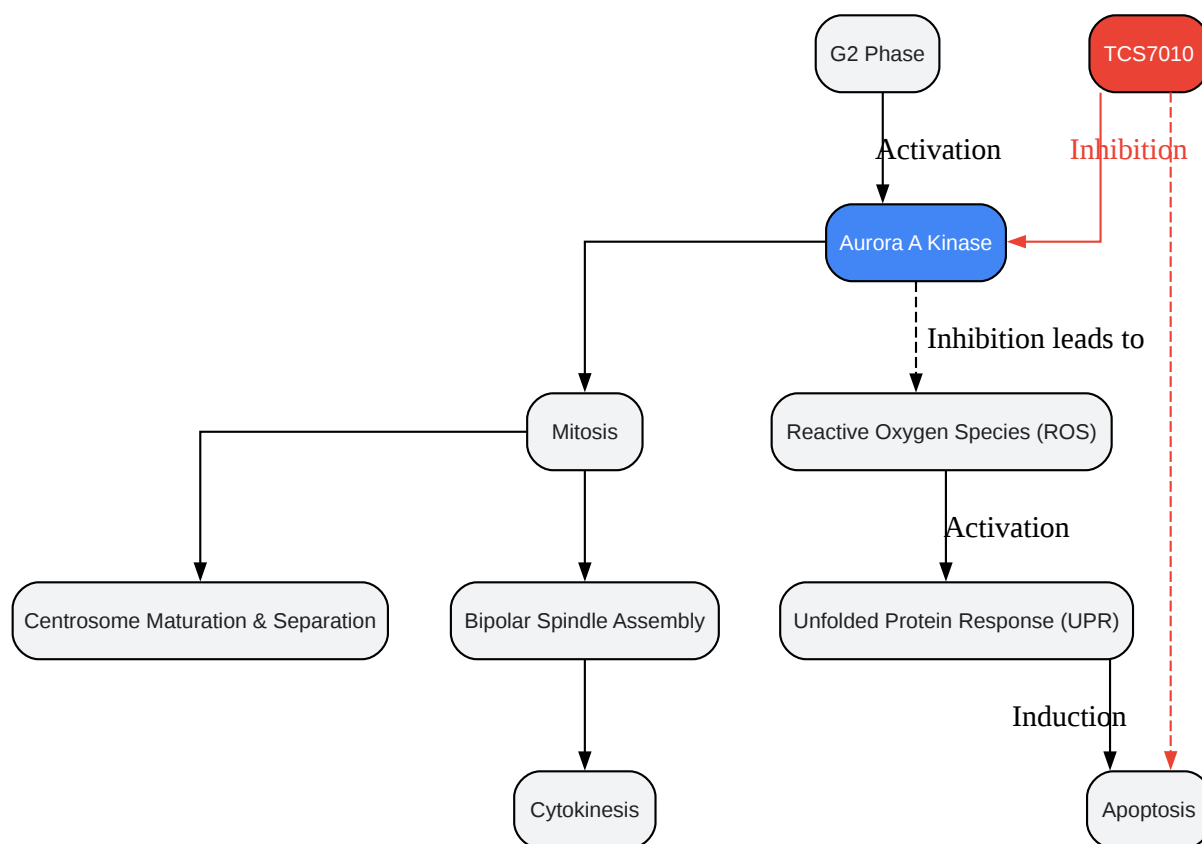 G2 Phase
TCS7010
Activation
Inhibition
Aurora A Kinase
Inhibition leads to
Mitosis
Reactive Oxygen Species (ROS)
Activation
Centrosome Maturation & Separation
Bipolar Spindle Assembly
Unfolded Protein Response (UPR)
Induction
Cytokinesis
Apoptosis